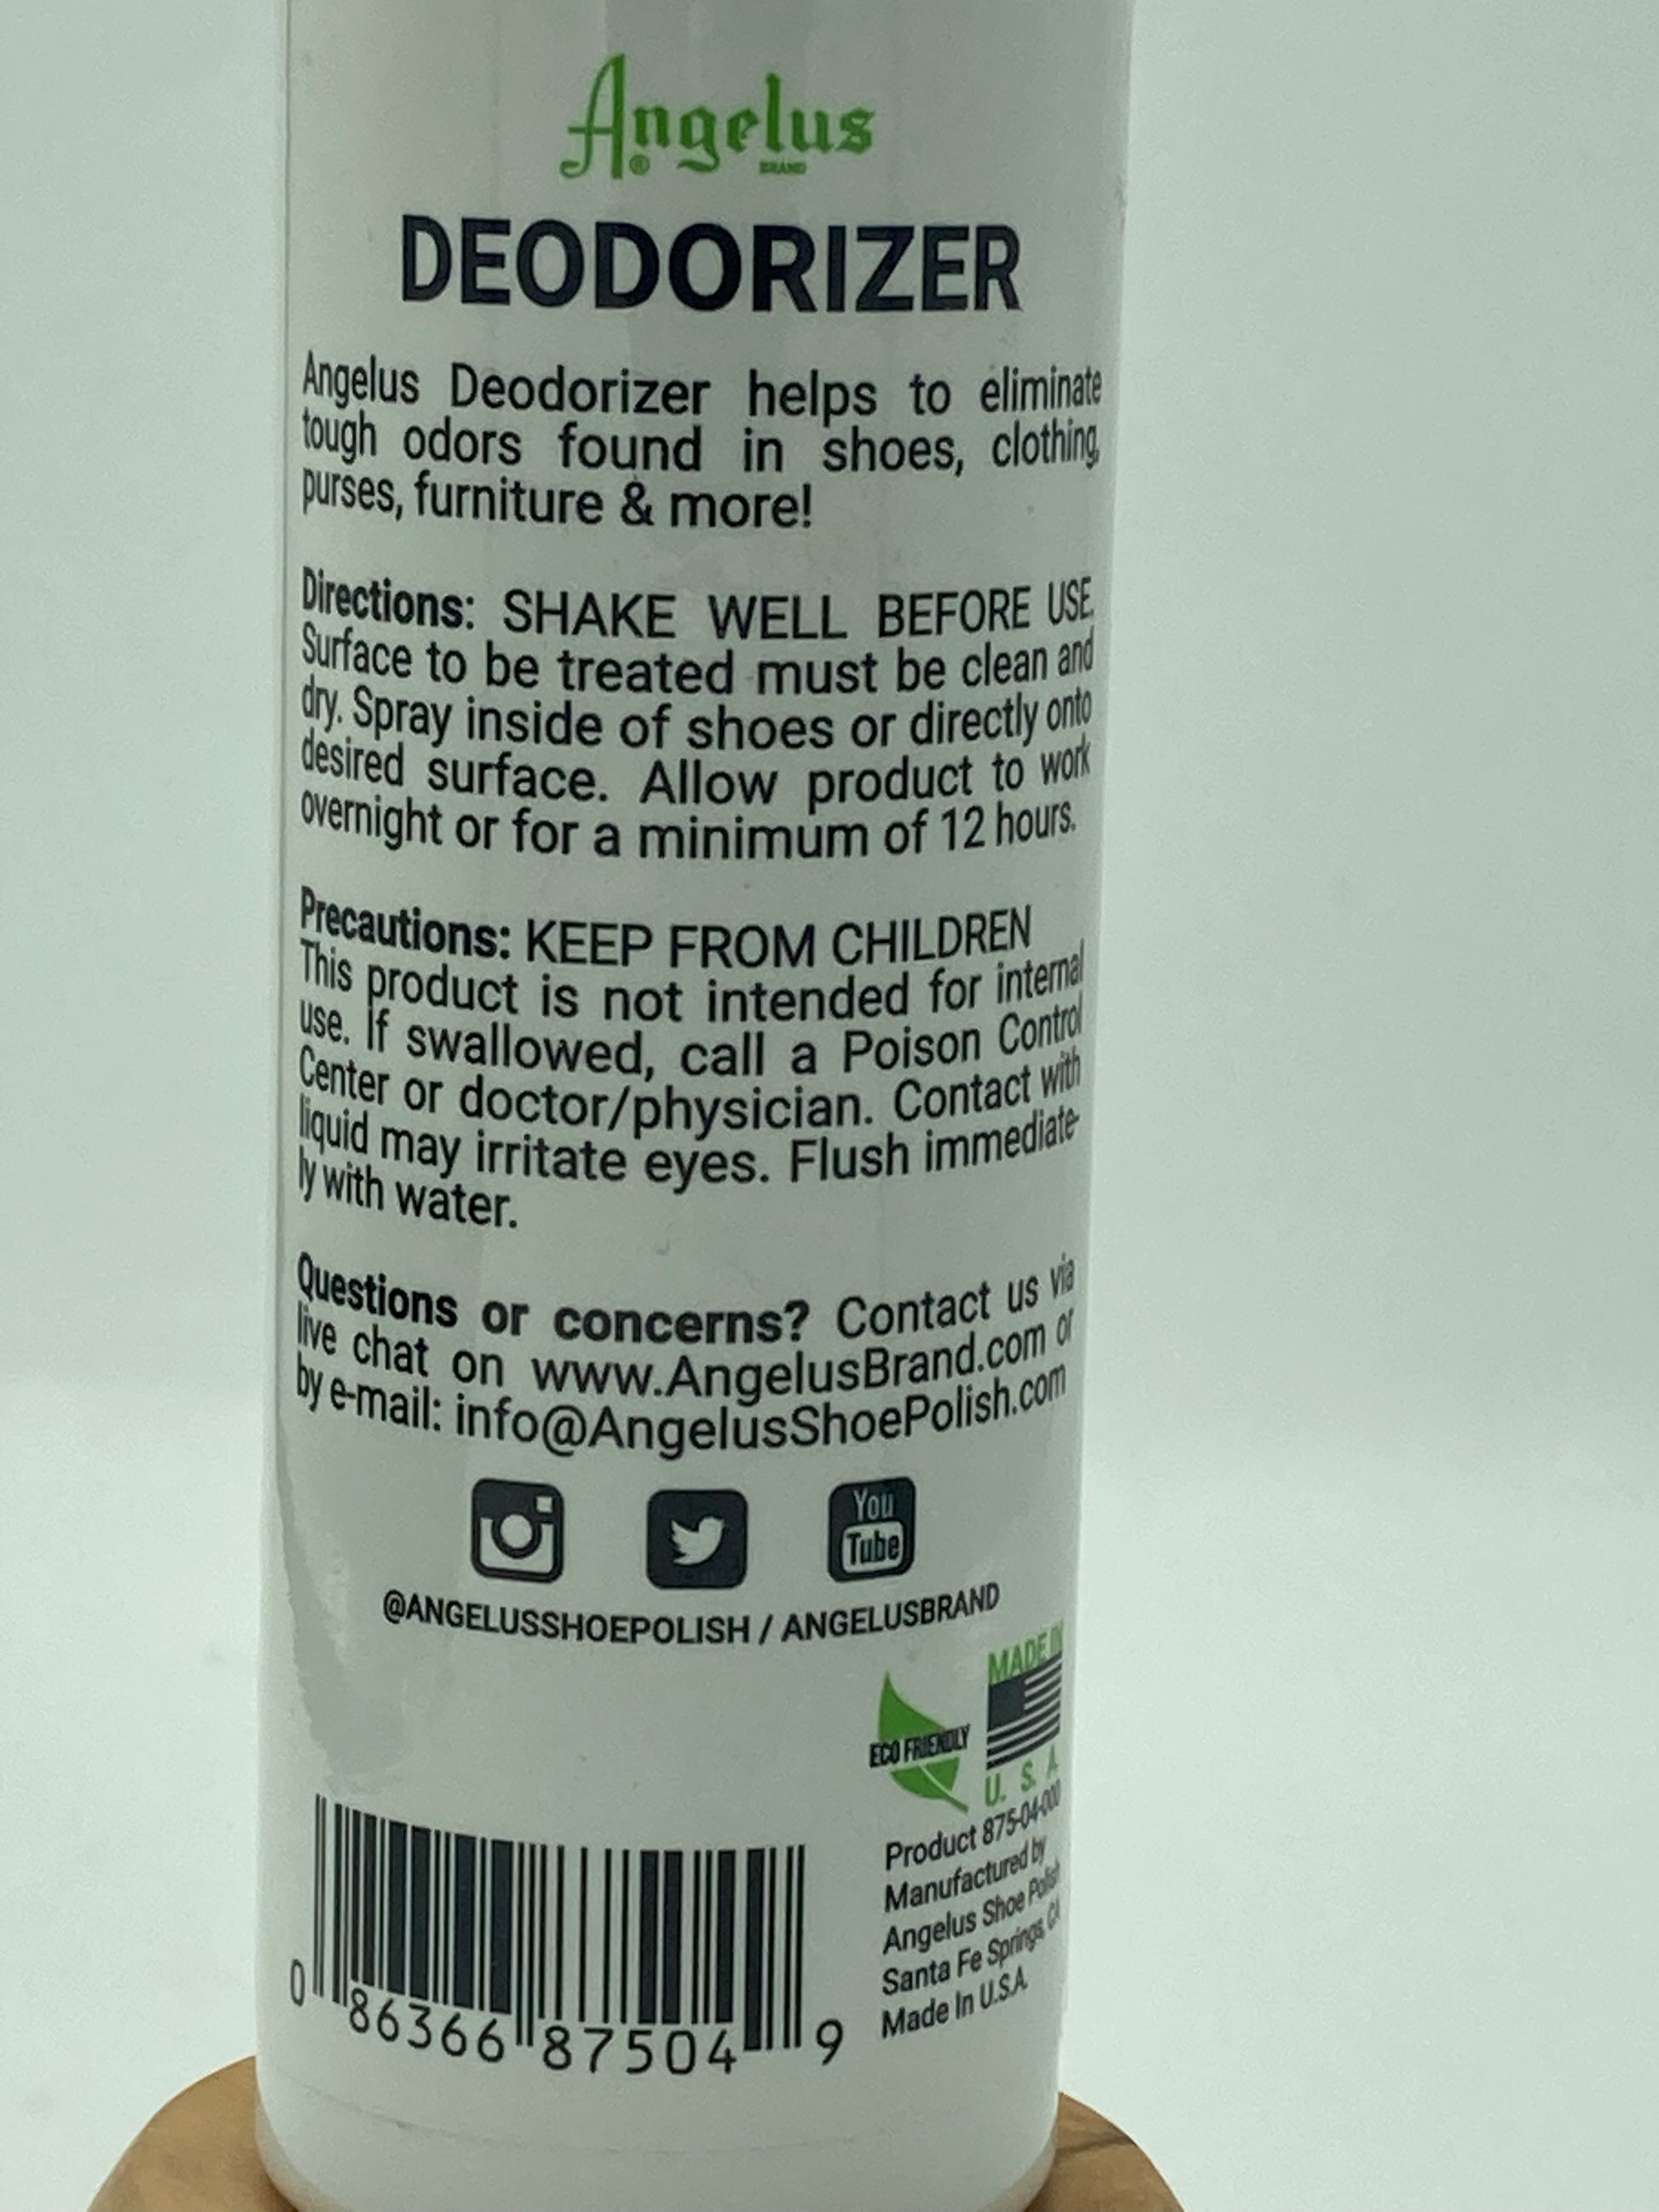 Angelus
® BRAND
DEODORIZER
Angelus Deodorizer helps to eliminate
tough odors found in shoes, clothing,
purses, furniture & more!
Directions: SHAKE WELL BEFORE USE.
Surface to be treated must be clean and
dry. Spray inside of shoes or directly onto
desired surface. Allow product to work
overnight or for a minimum of 12 hours.
Precautions: KEEP FROM CHILDREN
This product is not intended for internal
use. If swallowed, call a Poison Control
Center or doctor/physician. Contact with
liquid may irritate eyes. Flush immediate-
ly with water.
Questions or concerns? Contact us via
live chat on www.AngelusBrand.com or
by e-mail: info@AngelusShoePolish.com
You
Tube
@ANGELUSSHOEPOLISH / ANGELUSBRAND
MADE IN
ECO FRIENDLY
U. S. A
Product 875-04-000
Manufactured by
Angelus Shoe Polish
Santa Fe Springs, CA
Made In U.S.A.
0 86366 87504 9